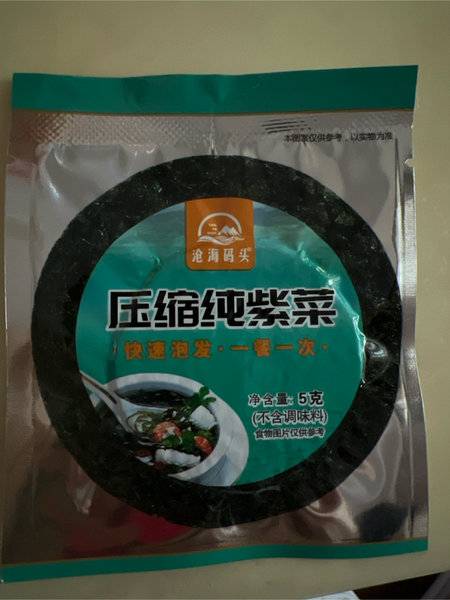 本图案仅供参考，以实物为准
沧海码头
压缩纯紫菜
快速泡发·一餐一次·
净含量: 5克
(不含调味料)
食物图片仅供参考